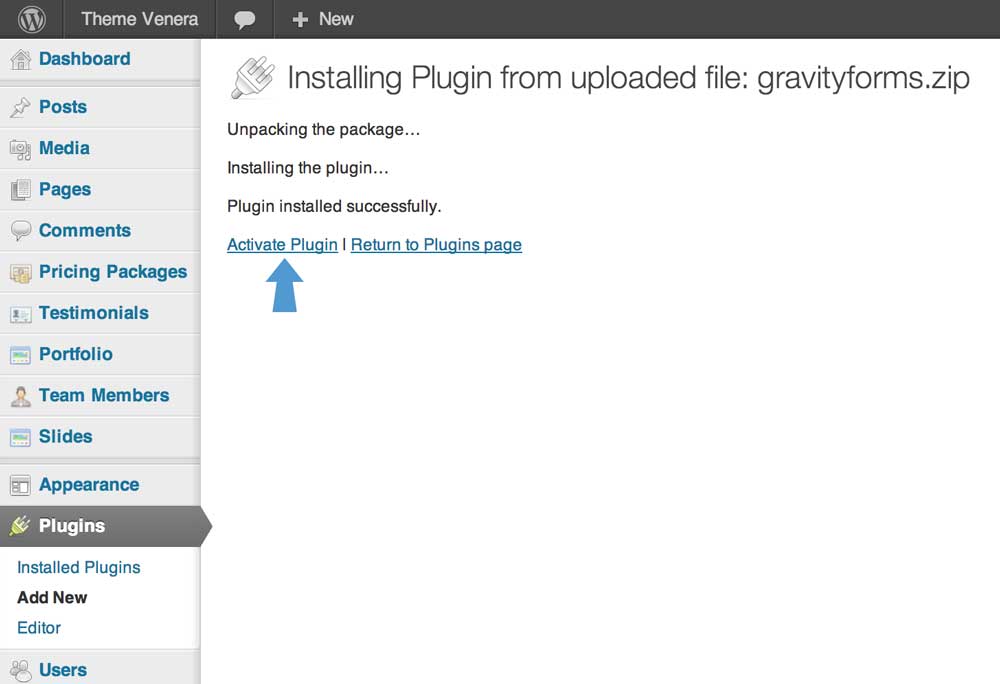 Theme Venera
New
Dashboard
Posts
Media
Pages
Comments
Pricing Packages
Testimonials
Portfolio
Team Members
Slides
Appearance
Plugins
Installed Plugins
Add New
Editor
Users
Installing Plugin from uploaded file: gravityforms.zip
Unpacking the package…
Installing the plugin…
Plugin installed successfully.
Activate Plugin | Return to Plugins page